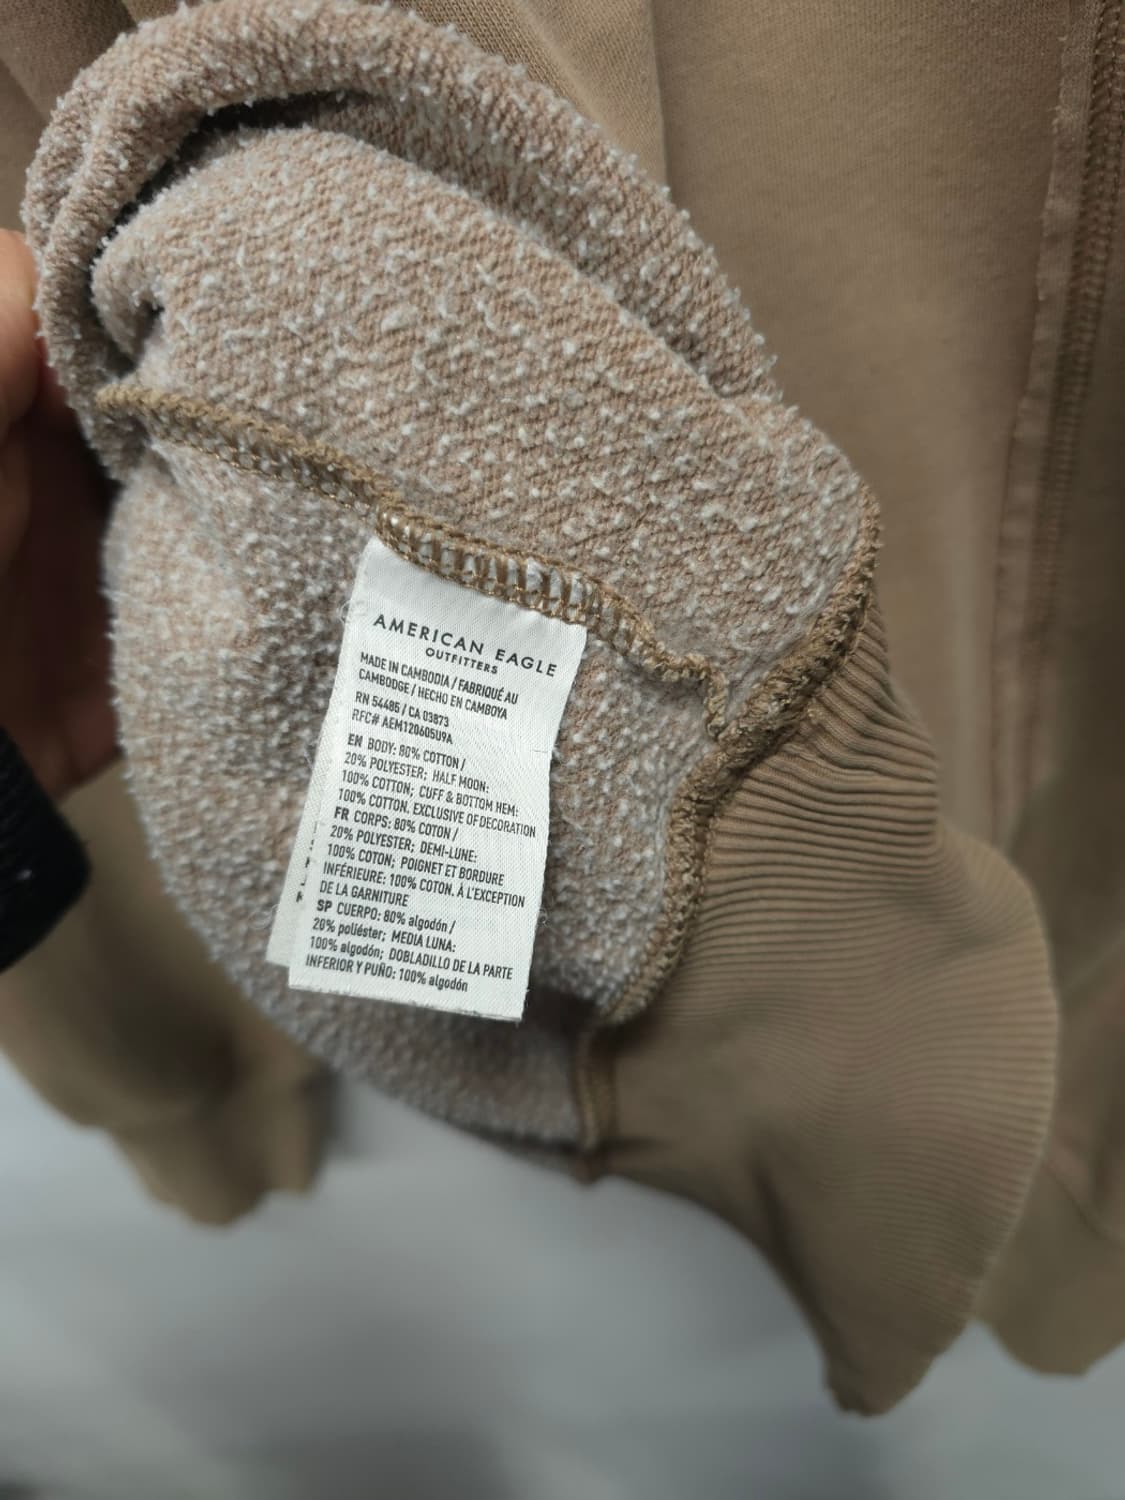 AMERICAN EAGLE
OUTFITTERS
MADE IN CAMBODIA / FABRIQUÉ AU
CAMBODGE / HECHO EN CAMBOYA
RN 54485 / CA 03873
RFC# AEM120605U9A
EN BODY: 80% COTTON /
20% POLYESTER; HALF MOON:
100% COTTON; CUFF & BOTTOM HEM:
100% COTTON, EXCLUSIVE OF DECORATION
FR CORPS: 80% COTON /
20% POLYESTER; DEMI-LUNE:
100% COTON; POIGNET ET BORDURE
INFÉRIEURE: 100% COTON, À L'EXCEPTION
DE LA GARNITURE
SP CUERPO: 80% algodón /
20% poliéster; MEDIA LUNA:
100% algodón; DOBLADILLO DE LA PARTE
INFERIOR Y PUÑO: 100% algodón